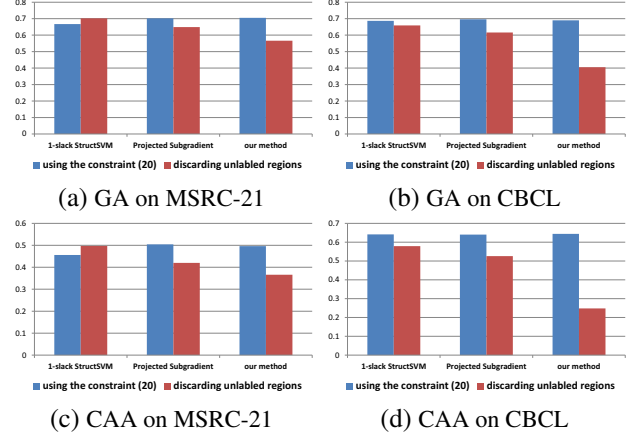 0.8
0.7
0.6
0.5
0.4
0.3
0.2
0.1
0
1-slack StructSVM Projected Subgradient our method
using the constraint (20) discarding unlabled regions
(a) GA on MSRC-21
0.8
0.7
0.6
0.5
0.4
0.3
0.2
0.1
0
1-slack StructSVM Projected Subgradient our method
using the constraint (20) discarding unlabled regions
(b) GA on CBCL
0.6
0.5
0.4
0.3
0.2
0.1
0
1-slack StructSVM Projected Subgradient our method
using the constraint (20) discarding unlabled regions
(c) CAA on MSRC-21
0.7
0.6
0.5
0.4
0.3
0.2
0.1
0
1-slack StructSVM Projected Subgradient our method
using the constraint (20) discarding unlabled regions
(d) CAA on CBCL